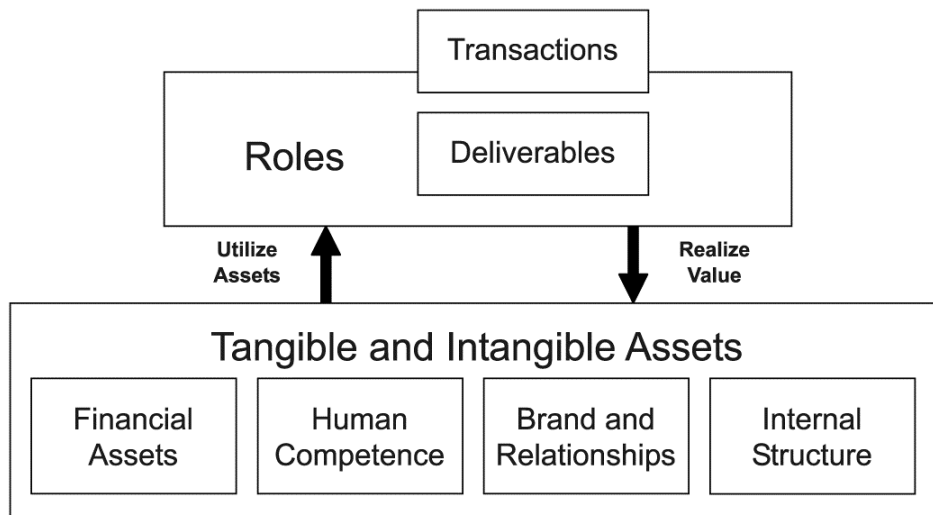 Transactions
Roles
Deliverables
Utilize
Assets
Realize
Value
Tangible and Intangible Assets
Financial
Assets
Human
Competence
Brand and
Relationships
Internal
Structure